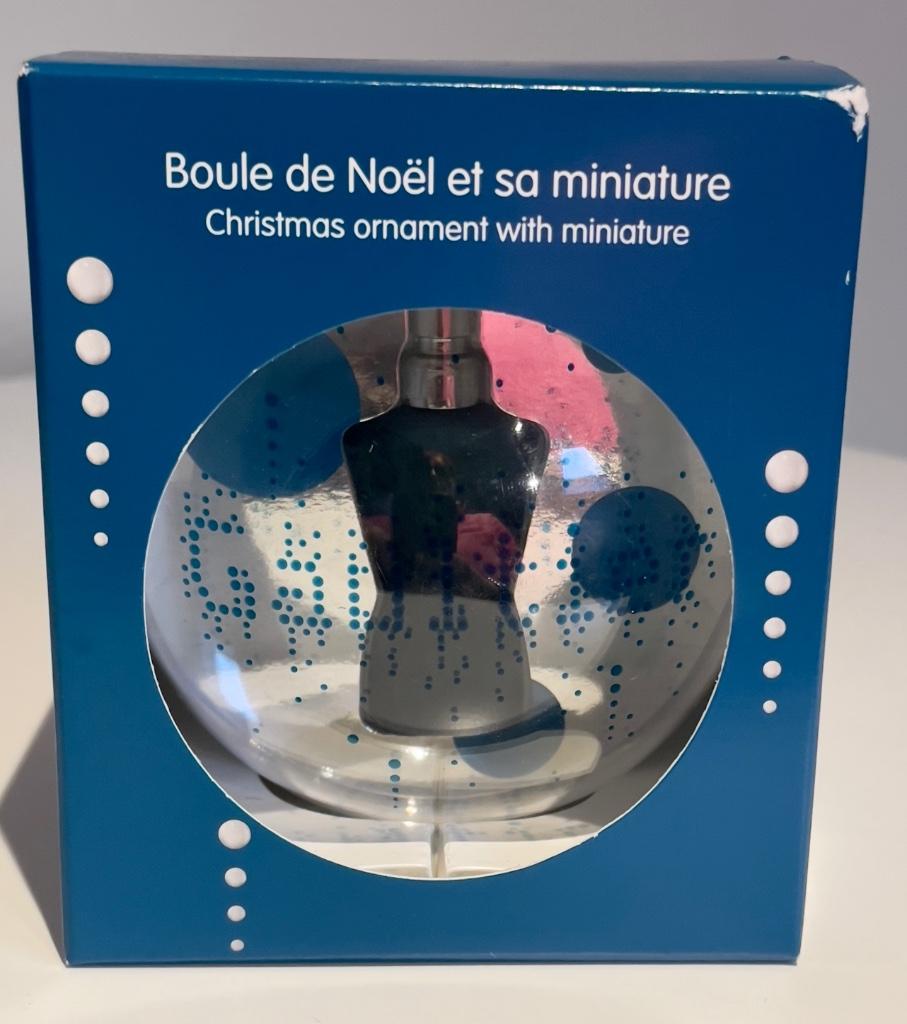 Boule de Noël et sa miniature
Christmas ornament with miniature